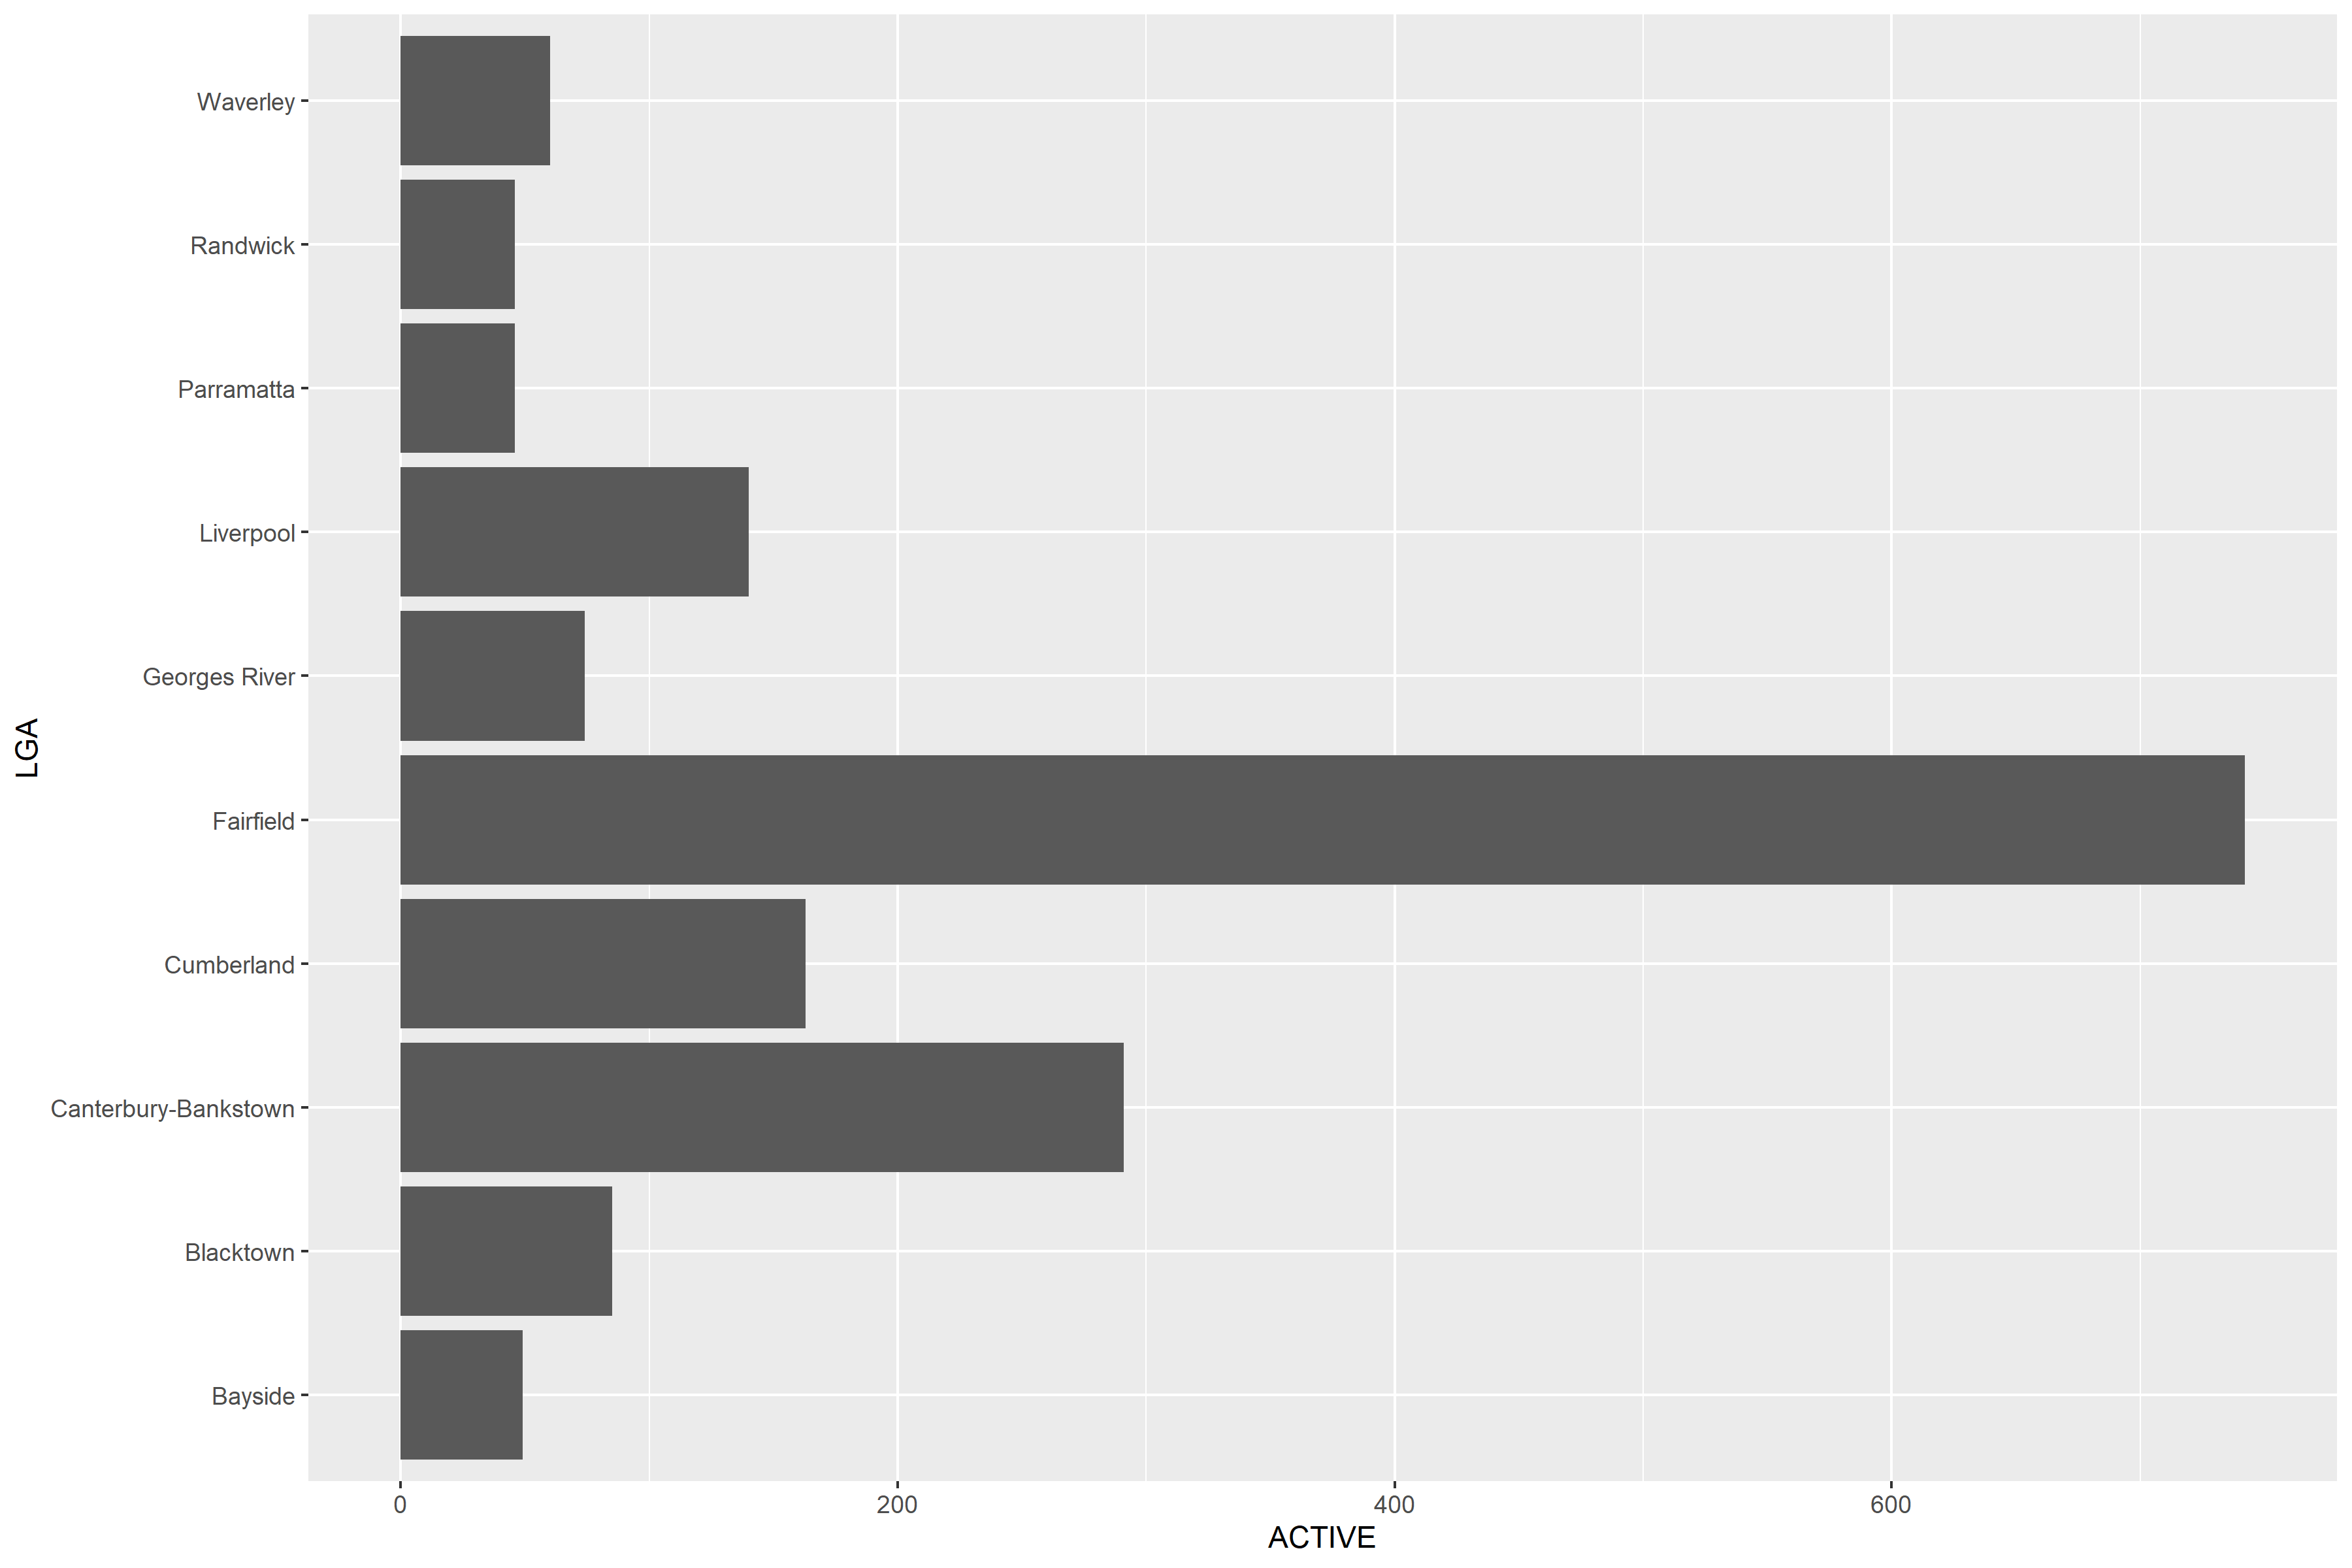 Waverley
Randwick
Parramatta
Liverpool
Georges River
Fairfield
Cumberland
Canterbury-Bankstown
Blacktown
Bayside
LGA
0 200 400 600
ACTIVE